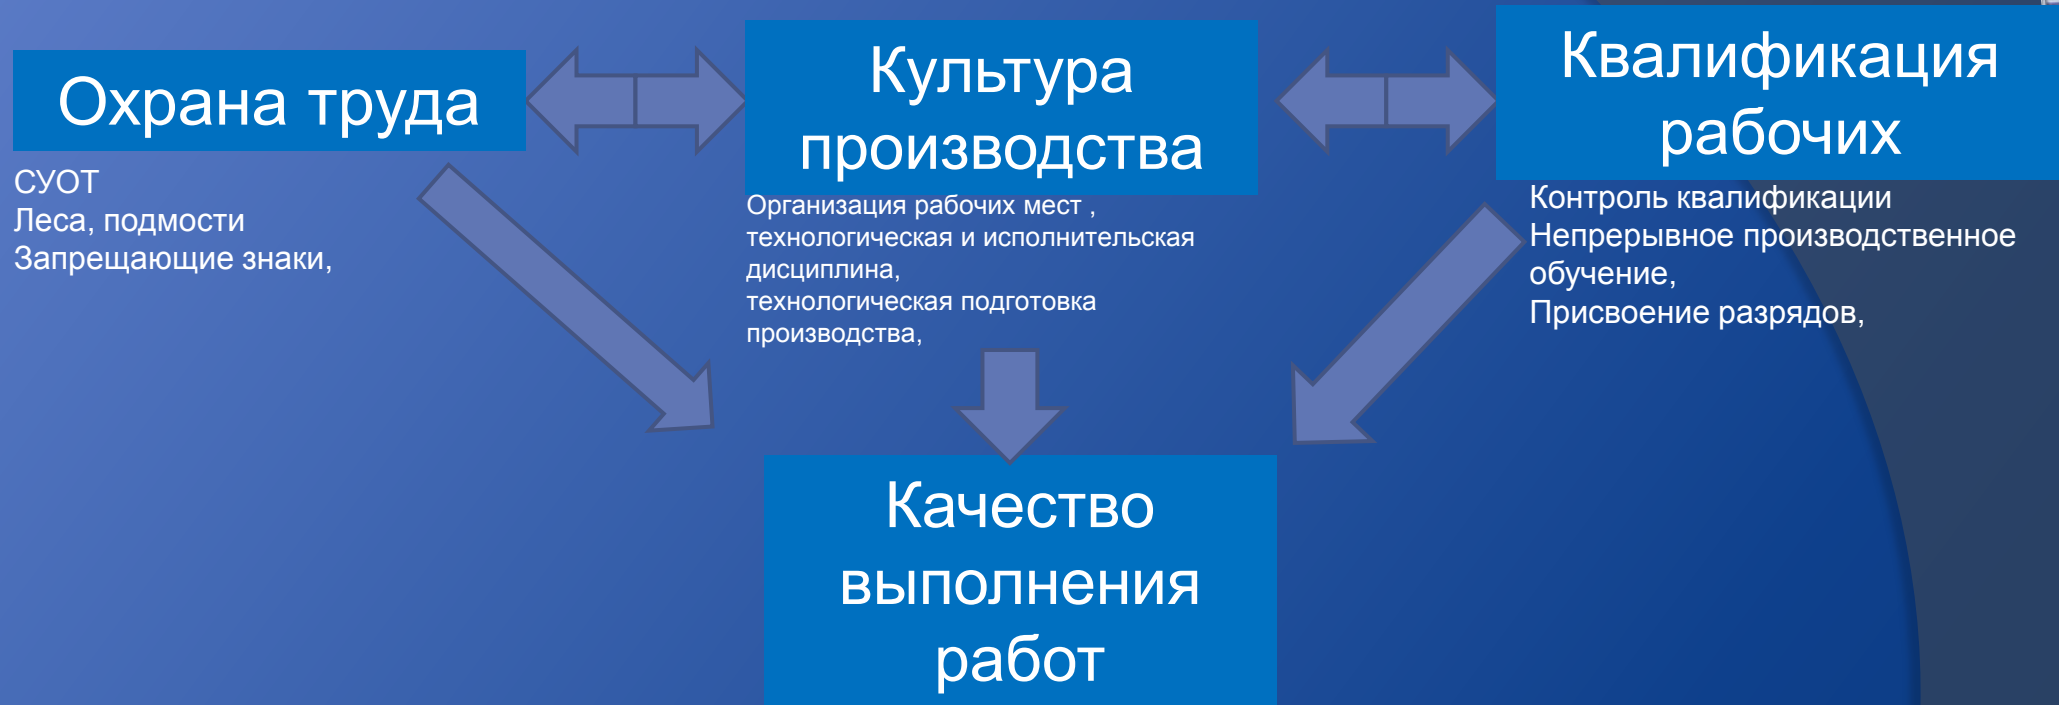 Охрана труда
СУОТ
Леса, подмости
Запрещающие знаки,
Культура
производства
Организация рабочих мест ,
технологическая и исполнительская
дисциплина,
технологическая подготовка
производства,
Квалификация
рабочих
Контроль квалификации
Непрерывное производственное
обучение,
Присвоение разрядов,
Качество
выполнения
работ